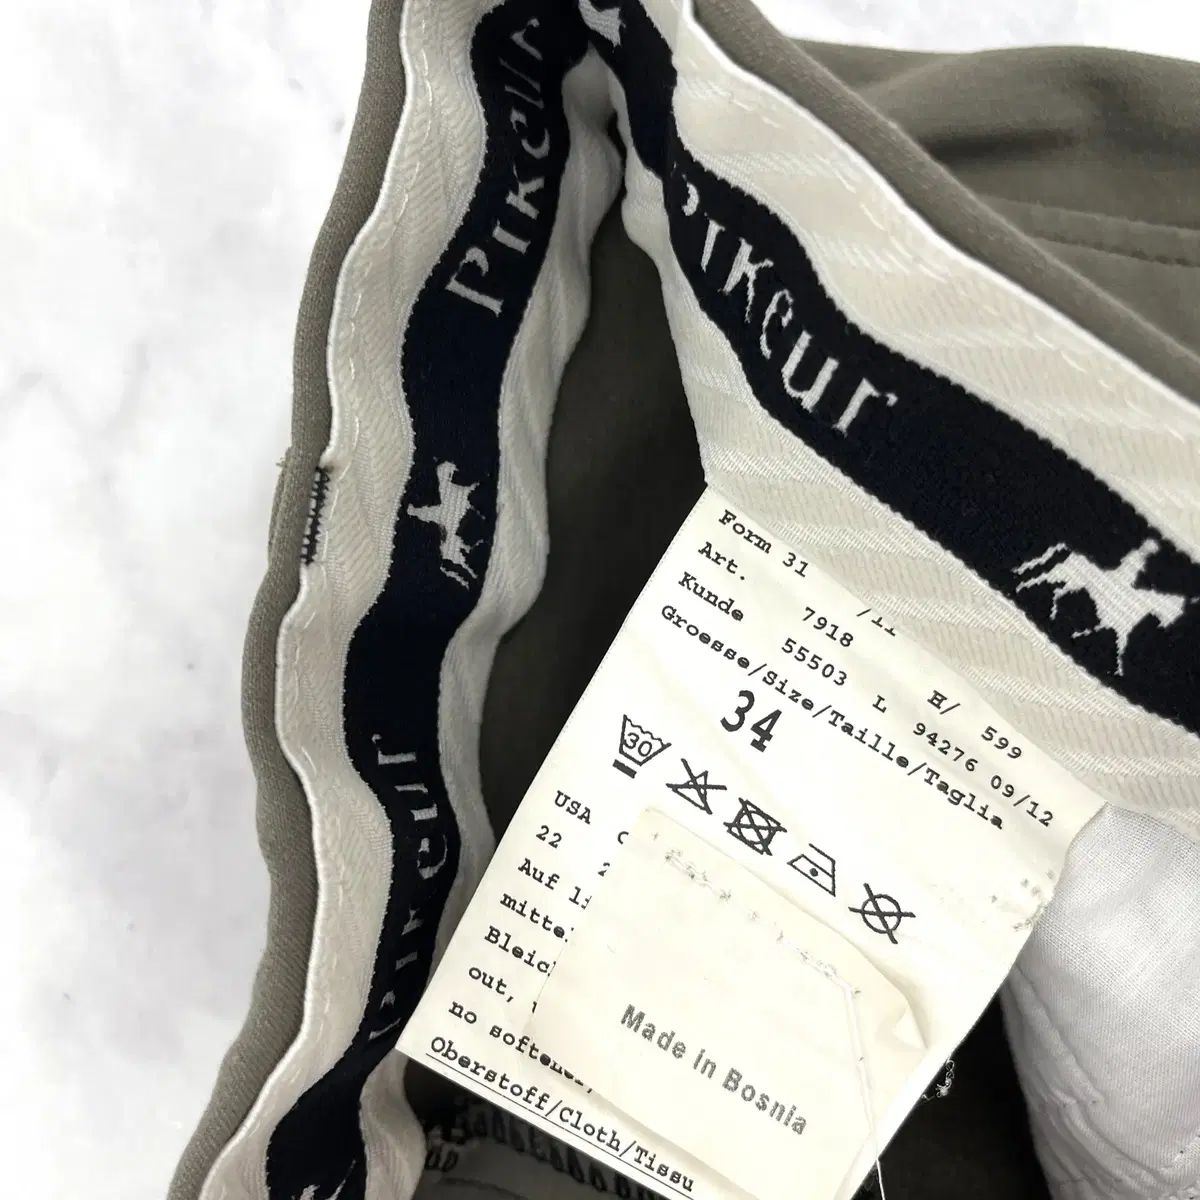 Pikeur
Pikeur
Pikeur
Form 31 /11 H/ 599
Art. 7918 L 94276 09/12
Kunde 55503
Groesse/Size/Taille/Taglia
34
30
USA
22
Auf
mitte
Bleic
out,
no softener,
Oberstoff/Cloth/Tissu
Made in Bosnia